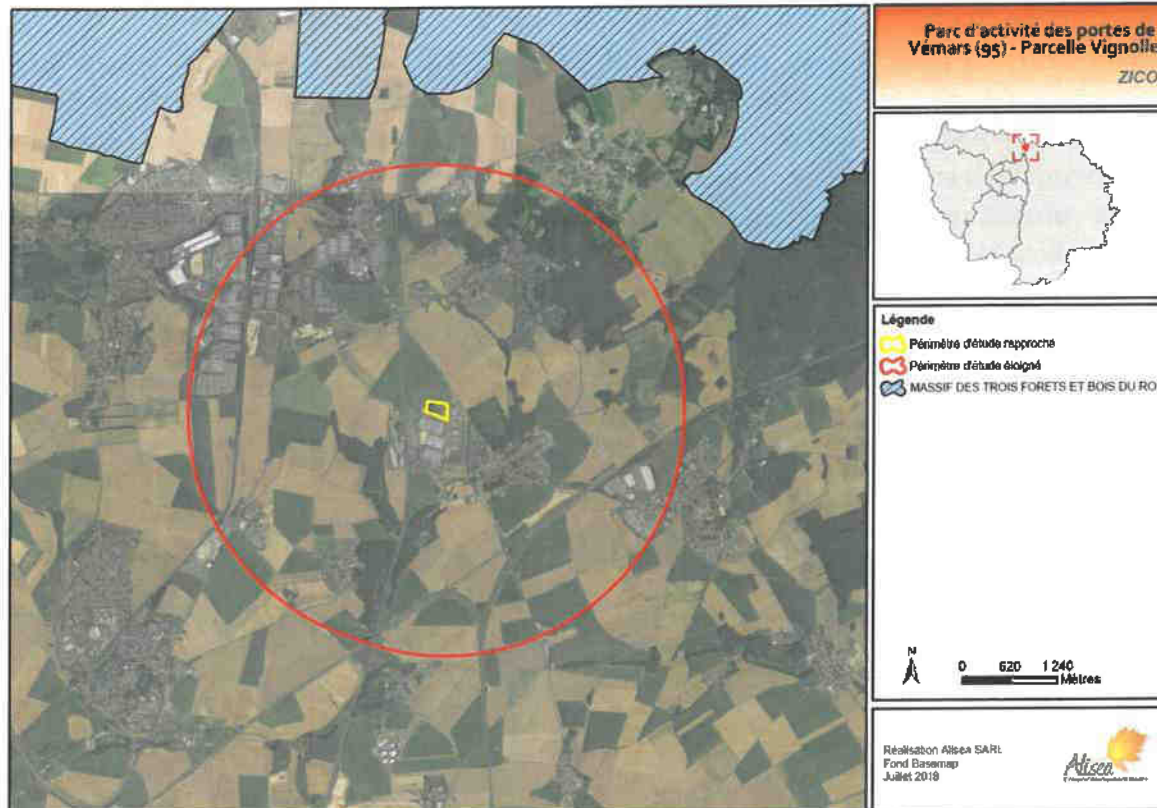 Parc d'activité des portes de
Vémars (95) - Parcelle Vignolle
ZICO
Légende
Périmètre d'étude rapproché
Périmètre d'étude éloigné
MASSIF DES TROIS FORETS ET BOIS DU RO
N
0 620 1 240
Mètres
Réalisation Alisea SARL
Fond Basemap
Juillet 2018
Alisea